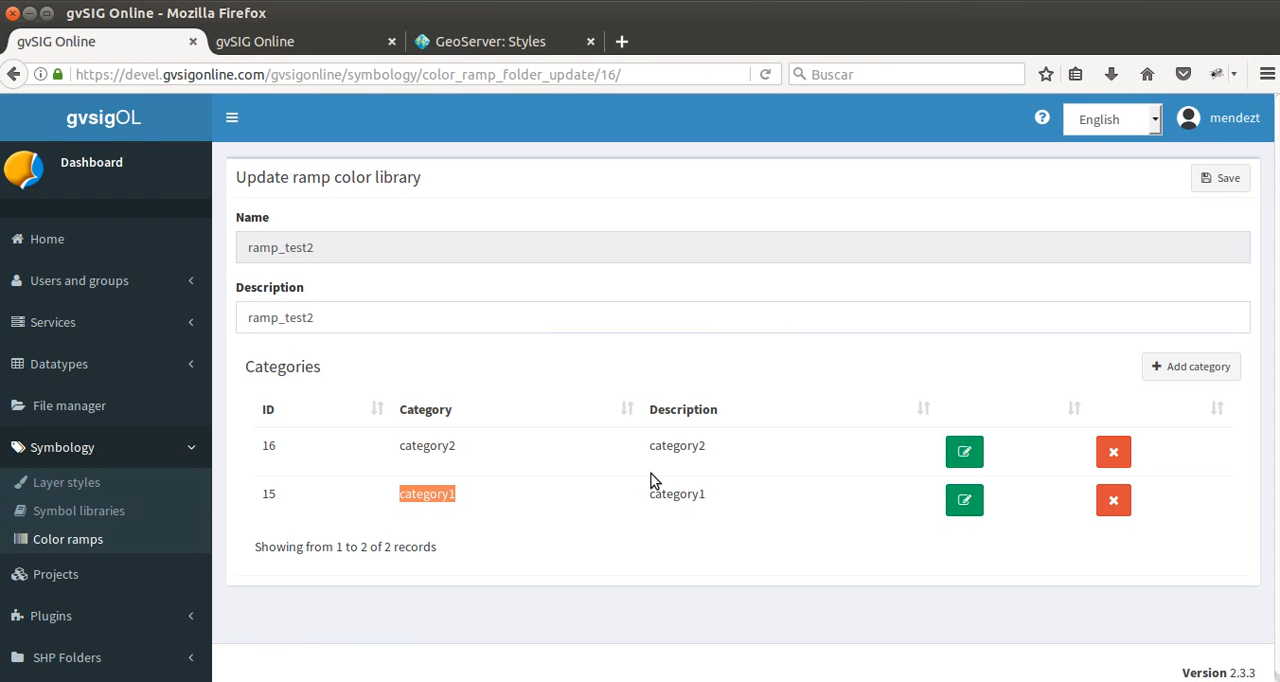 gvSIG Online - Mozilla Firefox
gvSIG Online
gvSIG Online
GeoServer: Styles
https://devel.gvsigonline.com/gvsigonline/symbology/color_ramp_folder_update/16/
Buscar
gvsigOL
English
mendezt
Dashboard
Home
Users and groups
Services
Datatypes
File manager
Symbology
Layer styles
Symbol libraries
Color ramps
Projects
Plugins
SHP Folders
Update ramp color library
Save
Name
ramp_test2
Description
ramp_test2
Categories
Add category
ID Category Description
16 category2 category2
15 category1 category1
Showing from 1 to 2 of 2 records
Version 2.3.3